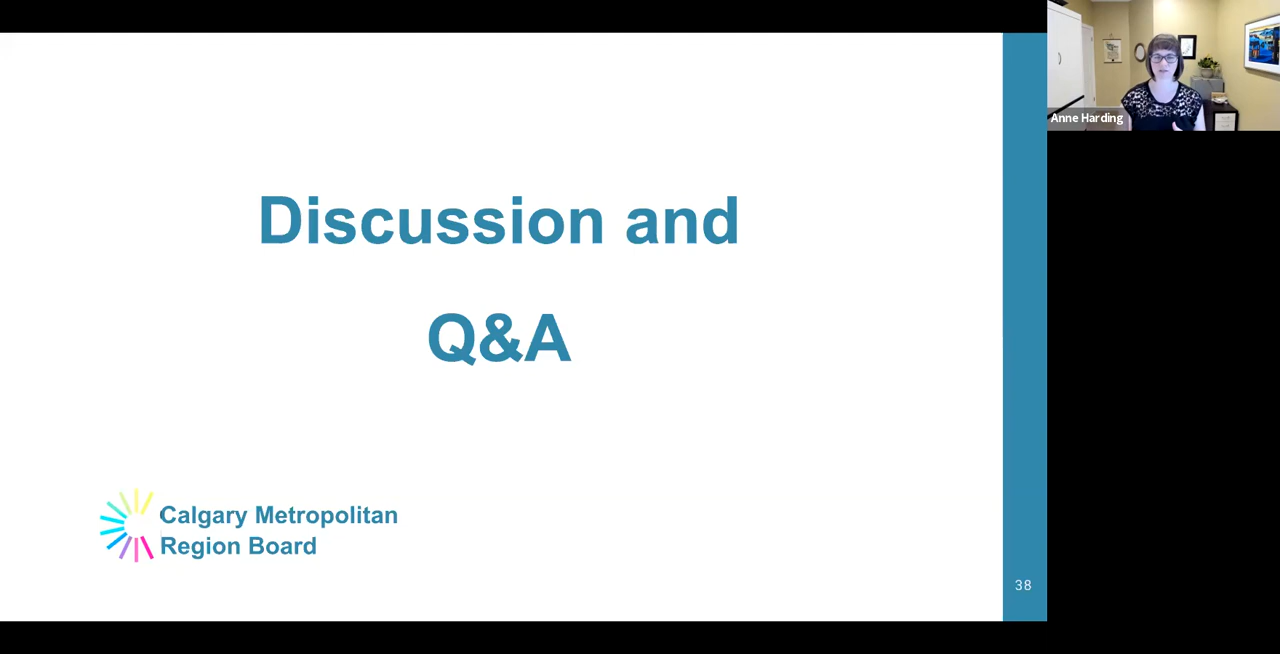 Discussion and
Q&A
Calgary Metropolitan
Region Board
38
Anne Harding